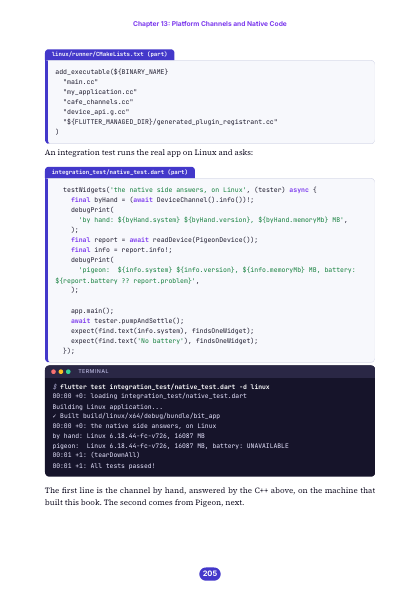 Chapter 13: Platform Channels and Native Code
linux/runner/CMakeLists.txt (part)
add_executable(${BINARY_NAME}
  "main.cc"
  "my_application.cc"
  "cafe_channels.cc"
  "device_api.g.cc"
  "${FLUTTER_MANAGED_DIR}/generated_plugin_registrant.cc"
)
An integration test runs the real app on Linux and asks:
integration_test/native_test.dart (part)
  testWidgets('the native side answers, on Linux', (tester) async {
    final byHand = (await DeviceChannel().info())!;
    debugPrint(
      'by hand: ${byHand.system} ${byHand.version}, ${byHand.memoryMb} MB',
    );
    final report = await readDevice(PigeonDevice());
    final info = report.info!;
    debugPrint(
      'pigeon:  ${info.system} ${info.version}, ${info.memoryMb} MB, battery:
${report.battery ?? report.problem}',
    );

    app.main();
    await tester.pumpAndSettle();
    expect(find.text(info.system), findsOneWidget);
    expect(find.text('No battery'), findsOneWidget);
  });
TERMINAL
$ flutter test integration_test/native_test.dart -d linux
00:00 +0: loading integration_test/native_test.dart
Building Linux application...
✓ Built build/linux/x64/debug/bundle/bit_app
00:00 +0: the native side answers, on Linux
by hand: Linux 6.18.44-fc-v726, 16087 MB
pigeon:  Linux 6.18.44-fc-v726, 16087 MB, battery: UNAVAILABLE
00:01 +1: (tearDownAll)
00:01 +1: All tests passed!
The first line is the channel by hand, answered by the C++ above, on the machine that
built this book. The second comes from Pigeon, next.
205